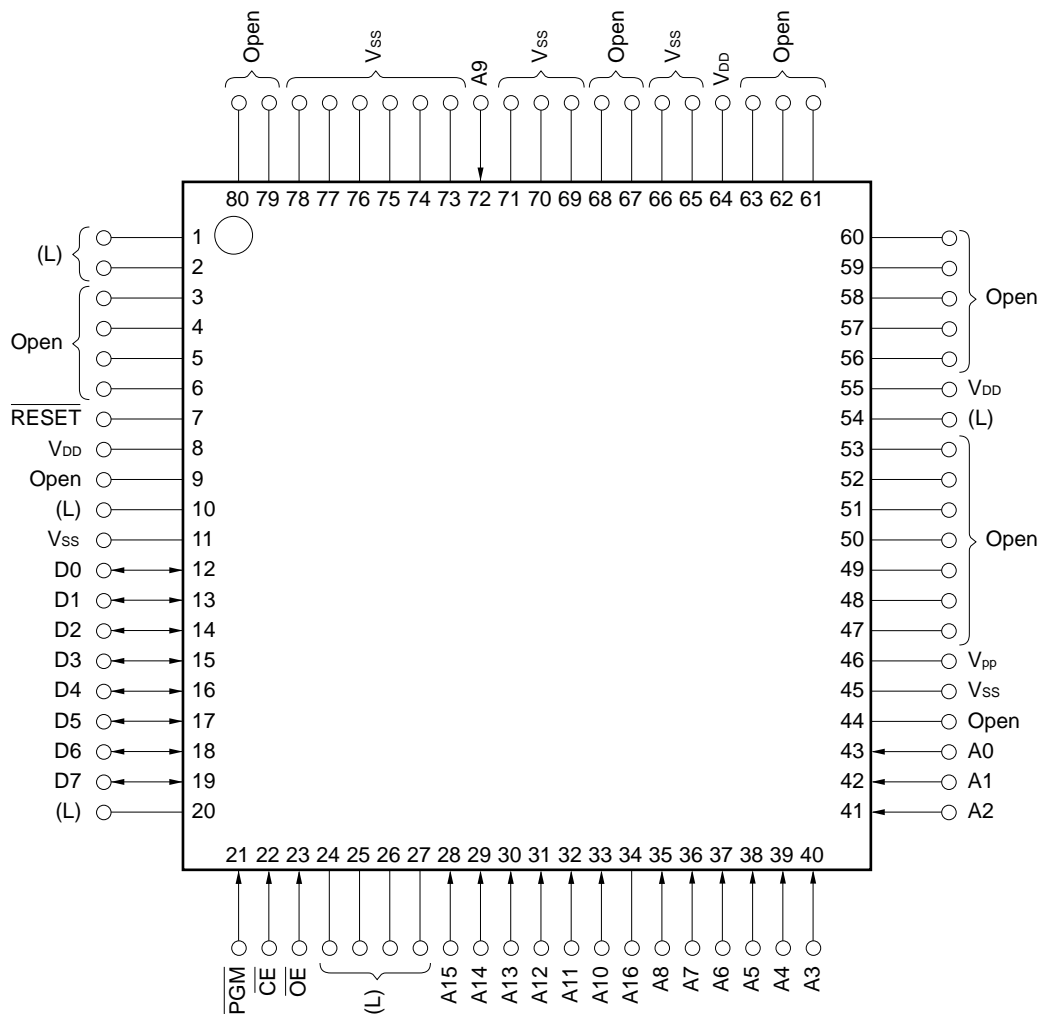 Open
VSS
A9
VSS
Open
VSS
VDD
Open
80 79 78 77 76 75 74 73 72 71 70 69 68 67 66 65 64 63 62 61
(L)
1
2
Open
3
4
5
6
RESET 7
VDD 8
Open 9
(L) 10
VSS 11
D0 12
D1 13
D2 14
D3 15
D4 16
D5 17
D6 18
D7 19
(L) 20
60
59
58 Open
57
56
55 VDD
54 (L)
53
52
51
50 Open
49
48
47
46 Vpp
45 VSS
44 Open
43 A0
42 A1
41 A2
21 22 23 24 25 26 27 28 29 30 31 32 33 34 35 36 37 38 39 40
PGM
CE
OE
(L)
A15
A14
A13
A12
A11
A10
A16
A8
A7
A6
A5
A4
A3